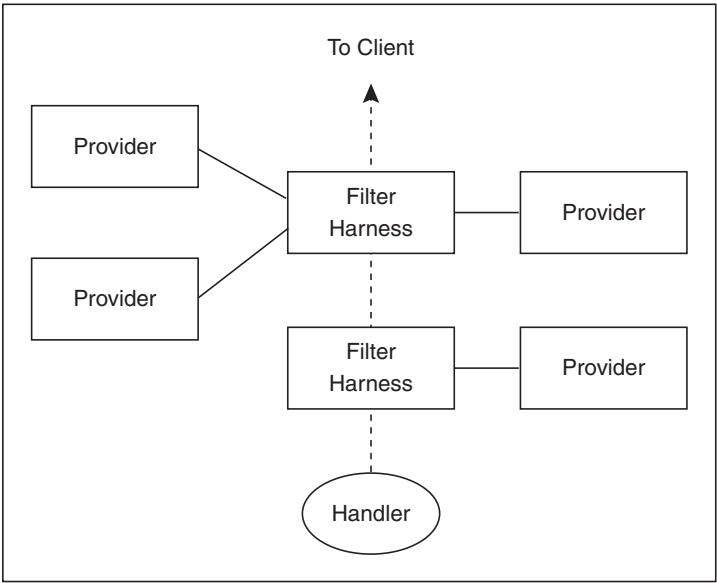 To Client
Provider
Filter
Harness
Provider
Provider
Filter
Harness
Provider
Handler